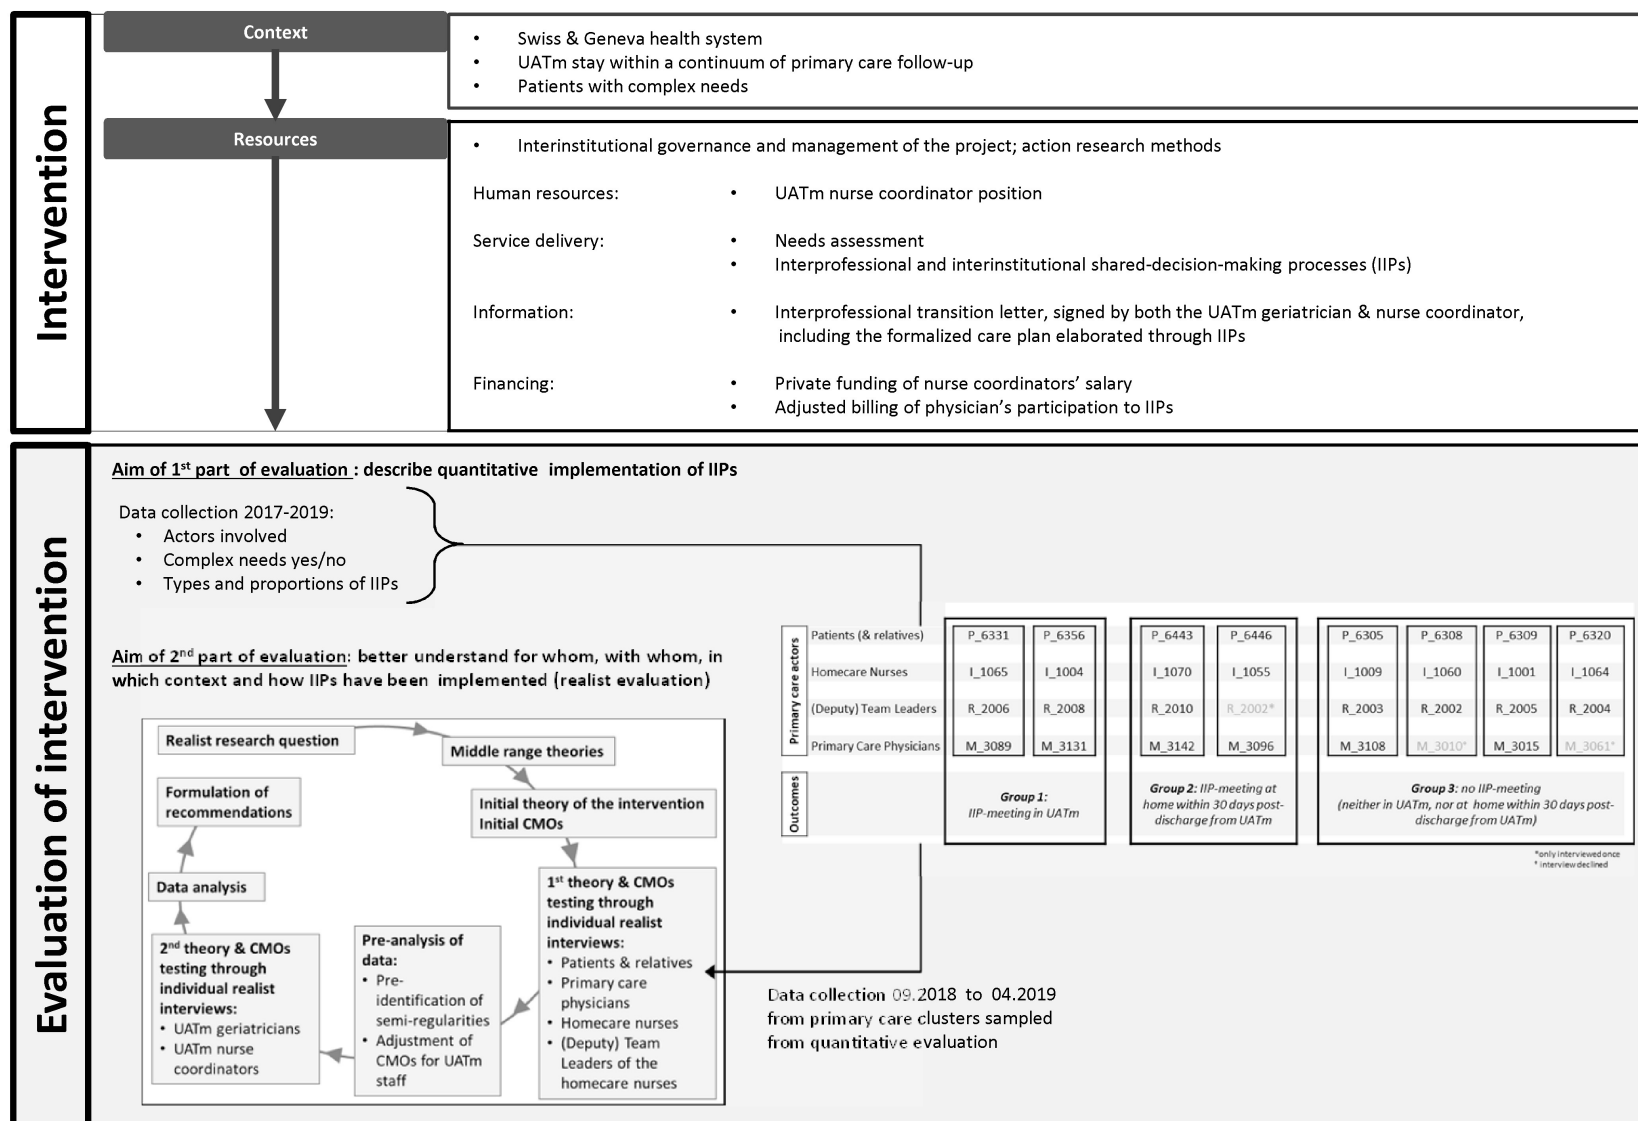 Intervention
Context
• Swiss & Geneva health system
• UATm stay within a continuum of primary care follow-up
• Patients with complex needs
Resources
• Interinstitutional governance and management of the project; action research methods
Human resources: • UATm nurse coordinator position
Service delivery: • Needs assessment
• Interprofessional and interinstitutional shared-decision-making processes (IIPs)
Information: • Interprofessional transition letter, signed by both the UATm geriatrician & nurse coordinator,
including the formalized care plan elaborated through IIPs
Financing: • Private funding of nurse coordinators' salary
• Adjusted billing of physician's participation to IIPs
Evaluation of intervention
Aim of 1st part of evaluation : describe quantitative implementation of IIPs
Data collection 2017-2019:
• Actors involved
• Complex needs yes/no
• Types and proportions of IIPs
Aim of 2nd part of evaluation: better understand for whom, with whom, in
which context and how IIPs have been implemented (realist evaluation)
Realist research question
Middle range theories
Initial theory of the intervention
Initial CMOs
1st theory & CMOs
testing through
individual realist
interviews:
• Patients & relatives
• Primary care
physicians
• Homecare nurses
• (Deputy) Team
Leaders of the
homecare nurses
Pre-analysis of
data:
• Pre-
identification of
semi-regularities
• Adjustment of
CMOs for UATm
staff
2nd theory & CMOs
testing through
individual realist
interviews:
• UATm geriatricians
• UATm nurse
coordinators
Data analysis
Formulation of
recommendations
Primary care actors
Patients (& relatives) P_6331 P_6356 P_6443 P_6446 P_6305 P_6308 P_6309 P_6320
Homecare Nurses I_1065 I_1004 I_1070 I_1055 I_1009 I_1060 I_1001 I_1064
(Deputy) Team Leaders R_2006 R_2008 R_2010 R_2002* R_2003 R_2002 R_2005 R_2004
Primary Care Physicians M_3089 M_3131 M_3142 M_3096 M_3108 M_3010* M_3015 M_3061*
Outcomes
Group 1:
IIP-meeting in UATm
Group 2: IIP-meeting at
home within 30 days post-
discharge from UATm
Group 3: no IIP-meeting
(neither in UATm, nor at home within 30 days post-
discharge from UATm)
*only interviewed once
* interview declined
Data collection 09.2018 to 04.2019
from primary care clusters sampled
from quantitative evaluation